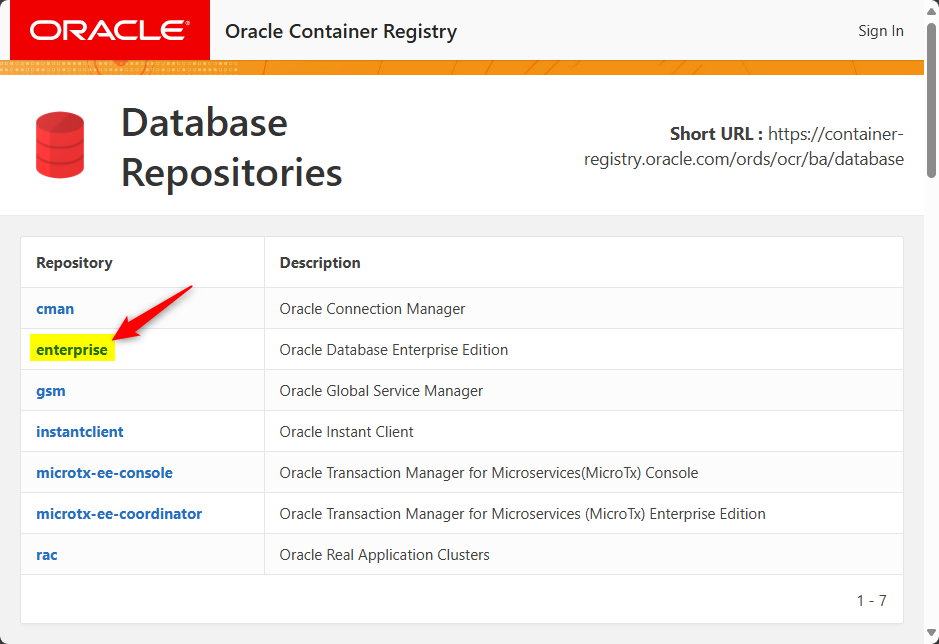 ORACLE® Oracle Container Registry Sign In
Database
Repositories
Short URL : https://container-
registry.oracle.com/ords/ocr/ba/database
Repository Description
cman Oracle Connection Manager
enterprise Oracle Database Enterprise Edition
gsm Oracle Global Service Manager
instantclient Oracle Instant Client
microtx-ee-console Oracle Transaction Manager for Microservices(MicroTx) Console
microtx-ee-coordinator Oracle Transaction Manager for Microservices (MicroTx) Enterprise Edition
rac Oracle Real Application Clusters
1 - 7